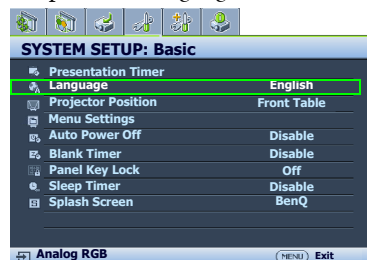 SYSTEM SETUP: Basic
Presentation Timer
Language English
Projector Position Front Table
Menu Settings
Auto Power Off Disable
Blank Timer Disable
Panel Key Lock Off
Sleep Timer Disable
Splash Screen BenQ
Analog RGB MENU Exit